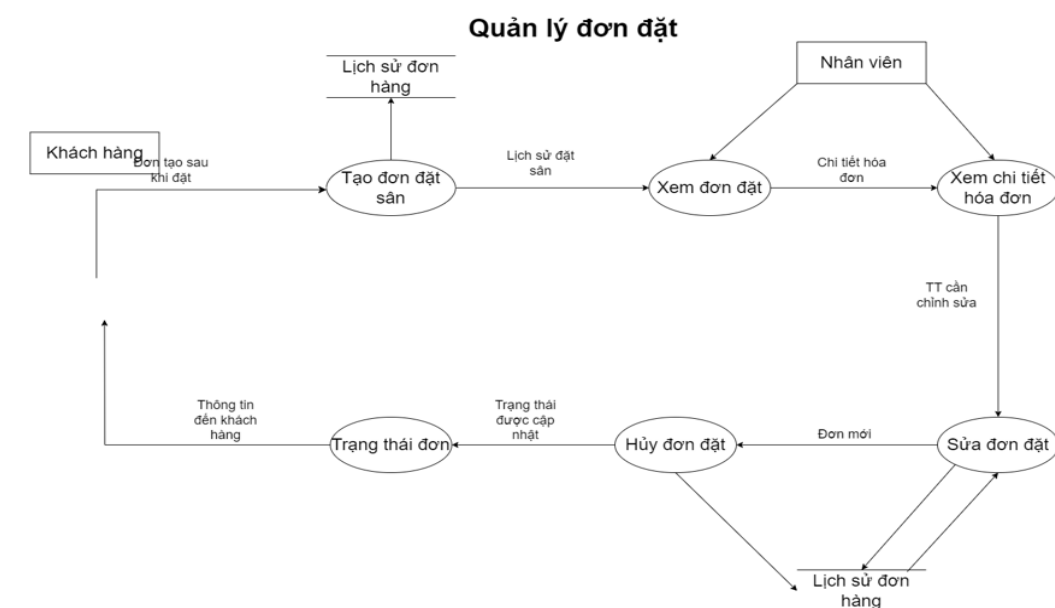 Quản lý đơn đặt
Lịch sử đơn
hàng
Nhân viên
Khách hàng
Đơn tạo sau
khi đặt
Tạo đơn đặt
sân
Lịch sử đặt
sân
Xem đơn đặt
Chi tiết hóa
đơn
Xem chi tiết
hóa đơn
TT cần
chỉnh sửa
Thông tin
đến khách
hàng
Trạng thái đơn
Trạng thái
được cập
nhật
Hủy đơn đặt
Đơn mới
Sửa đơn đặt
Lịch sử đơn
hàng